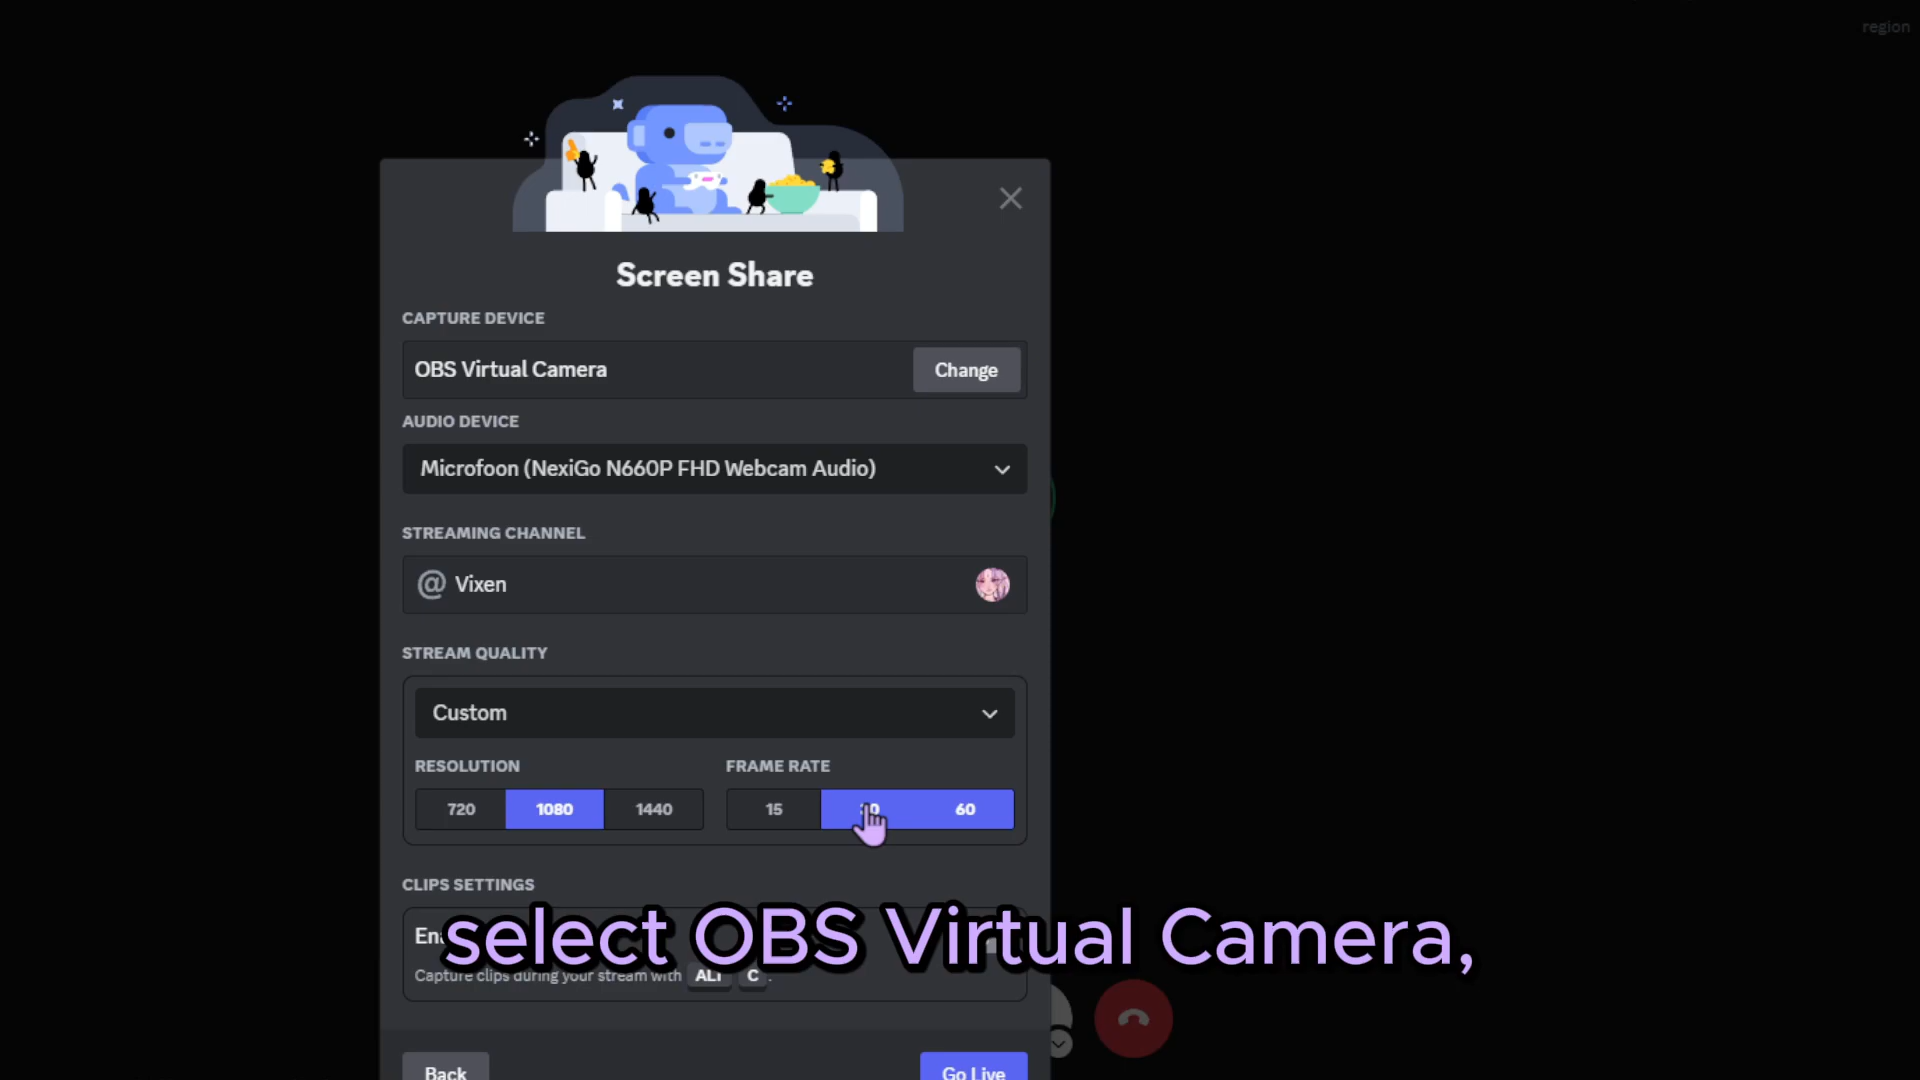 region
Screen Share
CAPTURE DEVICE
OBS Virtual Camera
Change
AUDIO DEVICE
Microfoon (NexiGo N660P FHD Webcam Audio)
STREAMING CHANNEL
@ Vixen
STREAM QUALITY
Custom
RESOLUTION FRAME RATE
720 1080 1440 15 60
CLIPS SETTINGS
select OBS Virtual Camera,
Capture clips during your stream with ALT C .
Back Go Live